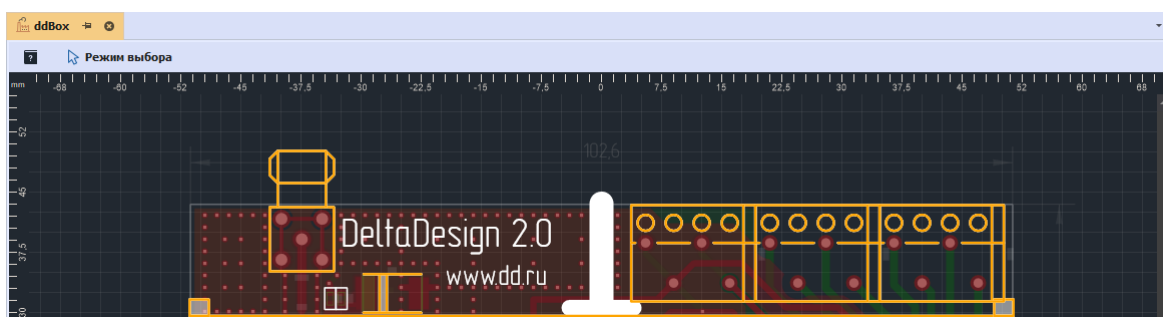 ddBox
? Режим выбора
mm -68 -60 -52 -45 -37,5 -30 -22,5 -15 -7,5 0 7,5 15 22,5 30 37,5 45 52 60 68
52
102,6
45
DeltaDesign 2.0
37,5
www.dd.ru
30